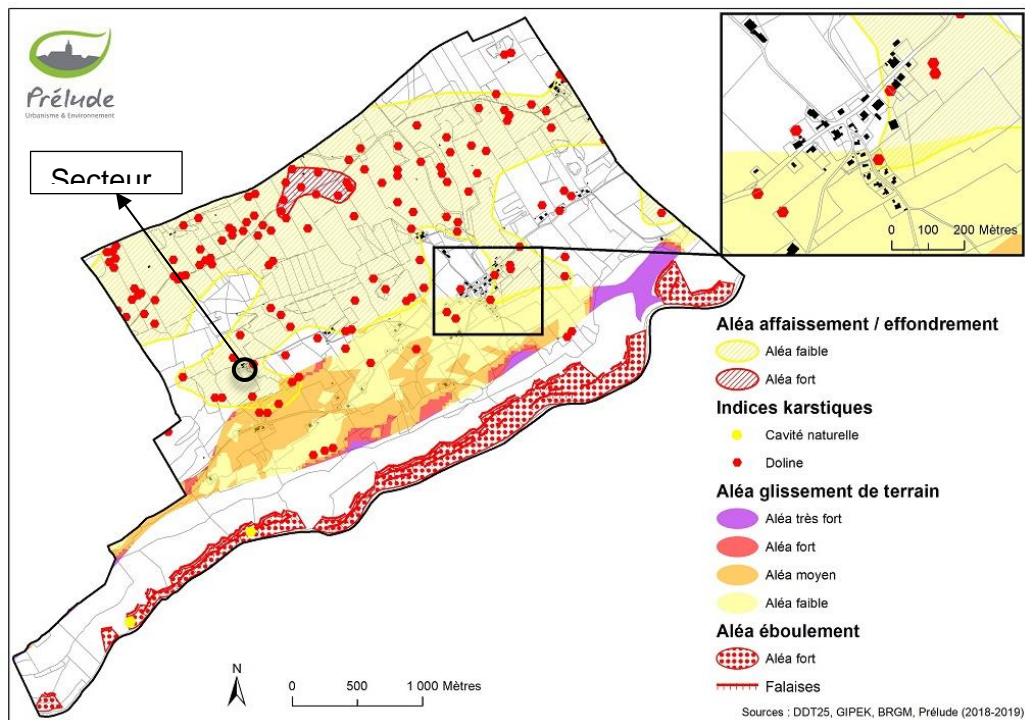 Prélude
Urbanisme & Environnement
Secteur
0 100 200 Mètres
Aléa affaissement / effondrement
Aléa faible
Aléa fort
Indices karstiques
Cavité naturelle
Doline
Aléa glissement de terrain
Aléa très fort
Aléa fort
Aléa moyen
Aléa faible
Aléa éboulement
Aléa fort
Falaises
N
0 500 1 000 Mètres
Sources : DDT25, GIPEK, BRGM, Prélude (2018-2019)